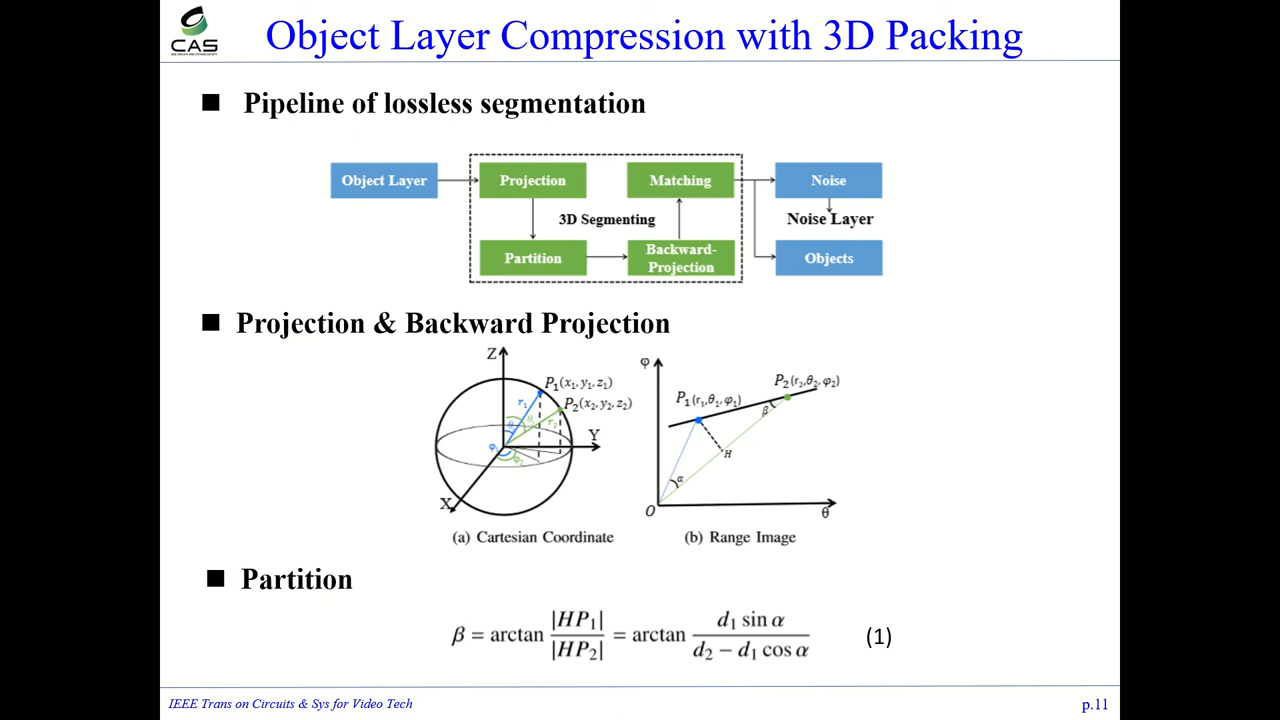 CAS
Object Layer Compression with 3D Packing
■ Pipeline of lossless segmentation
Object Layer
Projection
Matching
Noise
3D Segmenting
Noise Layer
Partition
Backward-
Projection
Objects
■ Projection & Backward Projection
Z
P₁(x₁, y₁, z₁)
P₂(x₂, y₂, z₂)
r₁
r₂
Y
X
φ
P₁(r₁,θ₁,φ₁)
P₂(r₂,θ₂,φ₂)
β
H
α
O
θ
(a) Cartesian Coordinate
(b) Range Image
■ Partition
β = arctan |HP₁| / |HP₂| = arctan d₁ sin α / d₂ − d₁ cos α (1)
IEEE Trans on Circuits & Sys for Video Tech
p.11